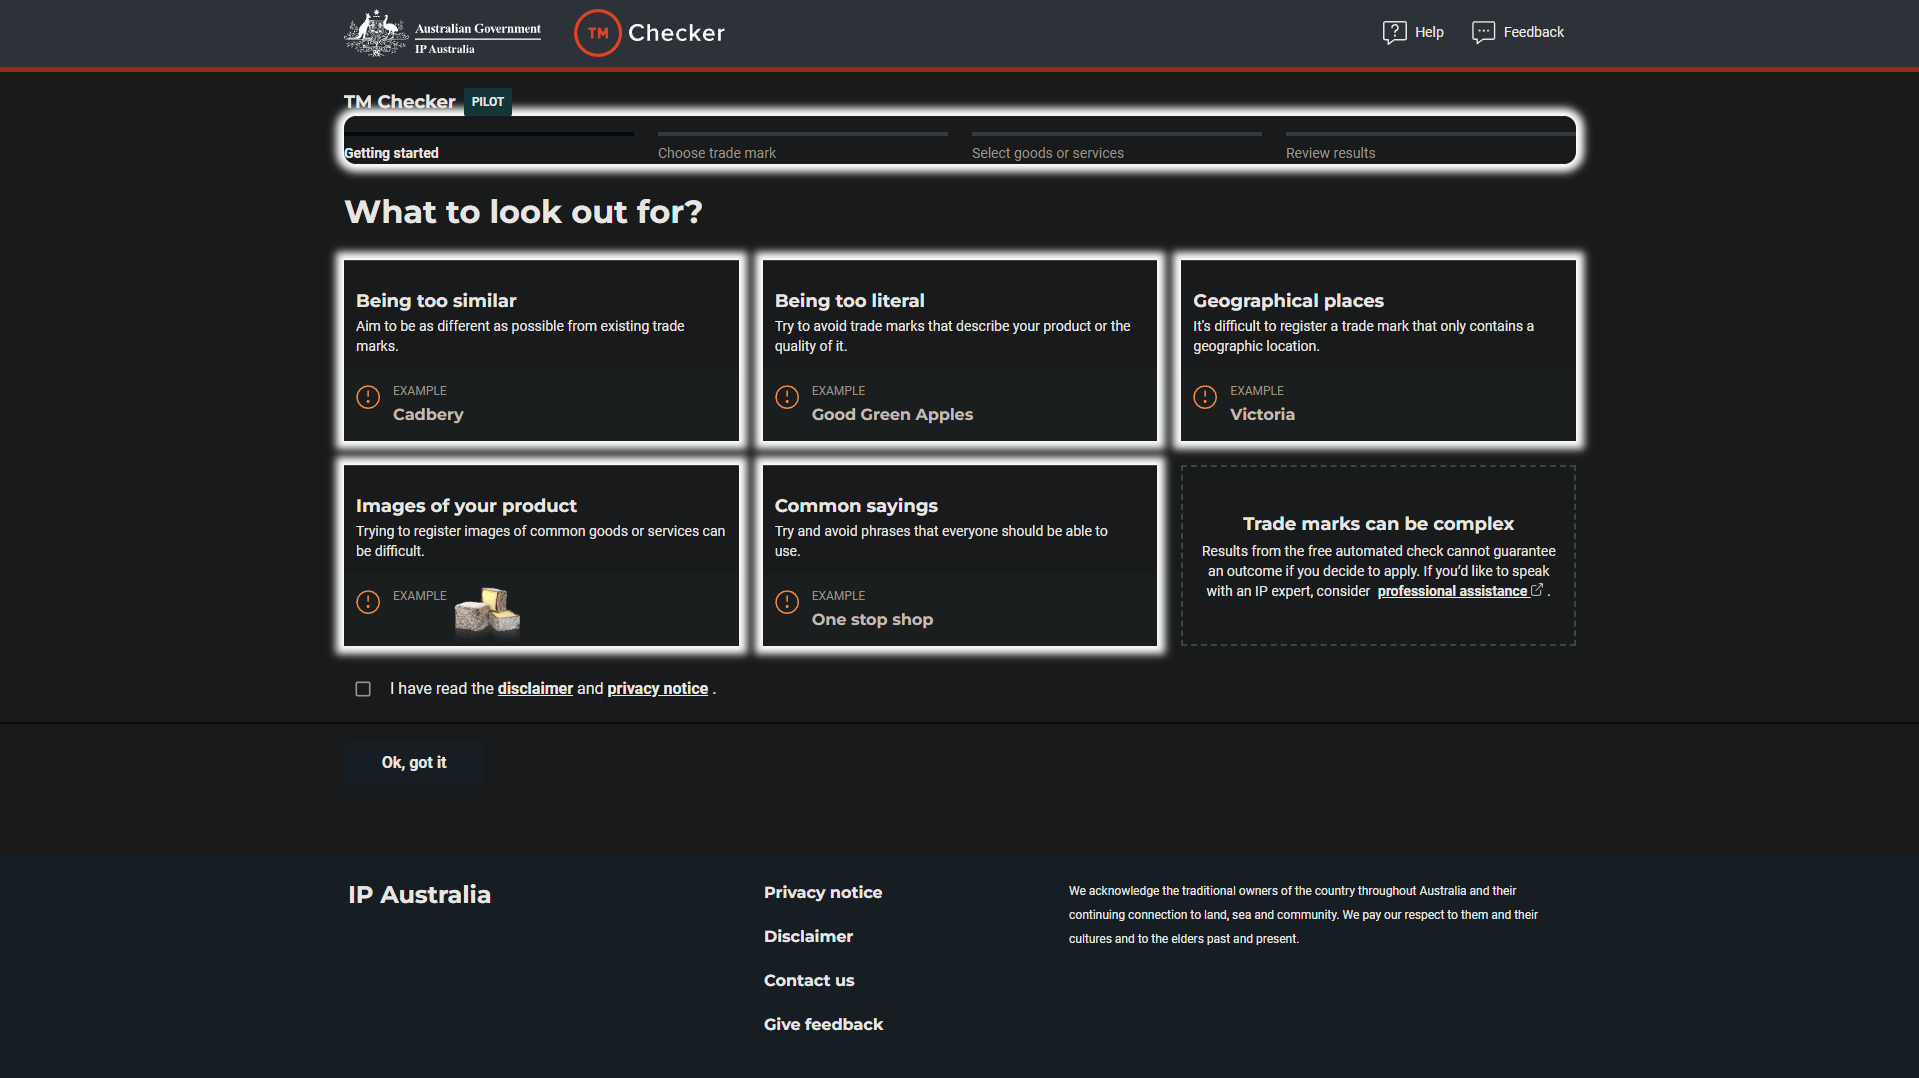 Australian Government
IP Australia
TM Checker
Help
Feedback
TM Checker PILOT
Getting started
Choose trade mark
Select goods or services
Review results
What to look out for?
Being too similar
Aim to be as different as possible from existing trade
marks.
EXAMPLE
Cadbery
Being too literal
Try to avoid trade marks that describe your product or the
quality of it.
EXAMPLE
Good Green Apples
Geographical places
It's difficult to register a trade mark that only contains a
geographic location.
EXAMPLE
Victoria
Images of your product
Trying to register images of common goods or services can
be difficult.
EXAMPLE
Common sayings
Try and avoid phrases that everyone should be able to
use.
EXAMPLE
One stop shop
Trade marks can be complex
Results from the free automated check cannot guarantee
an outcome if you decide to apply. If you’d like to speak
with an IP expert, consider professional assistance .
I have read the disclaimer and privacy notice .
Ok, got it
IP Australia
Privacy notice
Disclaimer
Contact us
Give feedback
We acknowledge the traditional owners of the country throughout Australia and their
continuing connection to land, sea and community. We pay our respect to them and their
cultures and to the elders past and present.